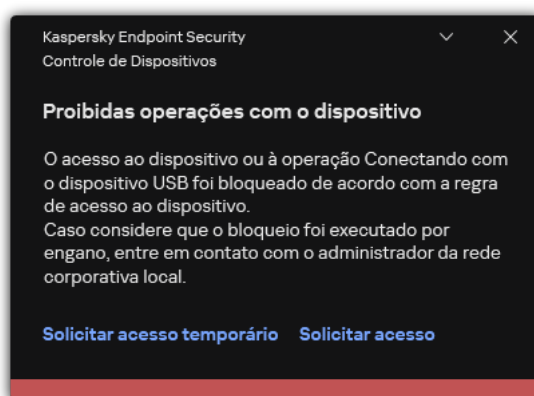 Kaspersky Endpoint Security
Controle de Dispositivos
Proibidas operações com o dispositivo
O acesso ao dispositivo ou à operação Conectando com
o dispositivo USB foi bloqueado de acordo com a regra
de acesso ao dispositivo.
Caso considere que o bloqueio foi executado por
engano, entre em contato com o administrador da rede
corporativa local.
Solicitar acesso temporário Solicitar acesso